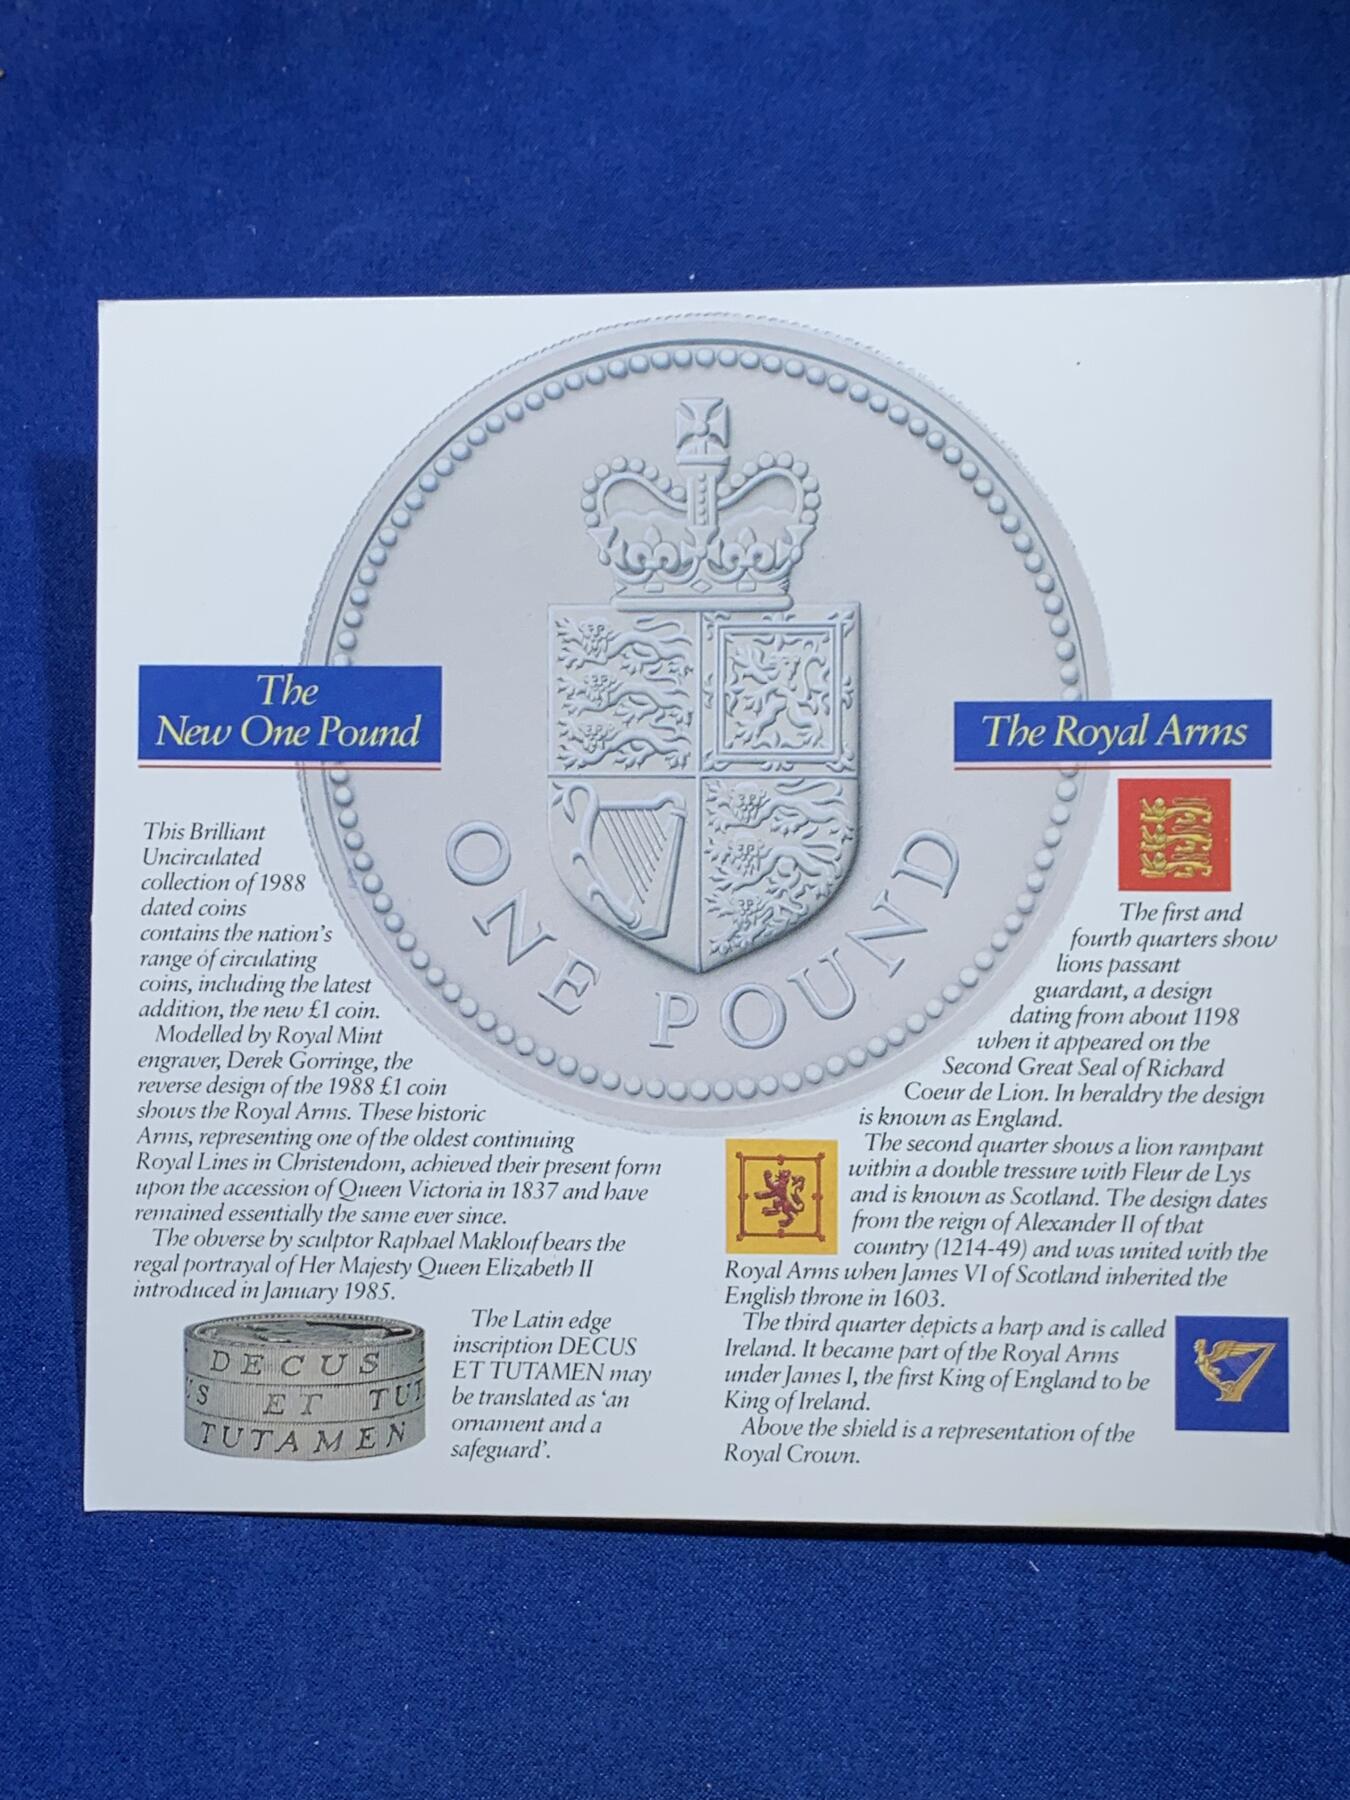 The
New One Pound
This Brilliant
Uncirculated
collection of 1988
dated coins
contains the nation's
range of circulating
coins, including the latest
addition, the new £1 coin.
Modelled by Royal Mint
engraver, Derek Gorringe, the
reverse design of the 1988 £1 coin
shows the Royal Arms. These historic
Arms, representing one of the oldest continuing
Royal Lines in Christendom, achieved their present form
upon the accession of Queen Victoria in 1837 and have
remained essentially the same ever since.
The obverse by sculptor Raphael Maklouf bears the
regal portrayal of Her Majesty Queen Elizabeth II
introduced in January 1985.
DECUS
US ET TUT
TUTAMEN
The Latin edge
inscription DECUS
ET TUTAMEN may
be translated as 'an
ornament and a
safeguard'.
ONE POUND
The Royal Arms
The first and
fourth quarters show
lions passant
guardant, a design
dating from about 1198
when it appeared on the
Second Great Seal of Richard
Coeur de Lion. In heraldry the design
is known as England.
The second quarter shows a lion rampant
within a double tressure with Fleur de Lys
and is known as Scotland. The design dates
from the reign of Alexander II of that
country (1214-49) and was united with the
Royal Arms when James VI of Scotland inherited the
English throne in 1603.
The third quarter depicts a harp and is called
Ireland. It became part of the Royal Arms
under James I, the first King of England to be
King of Ireland.
Above the shield is a representation of the
Royal Crown.